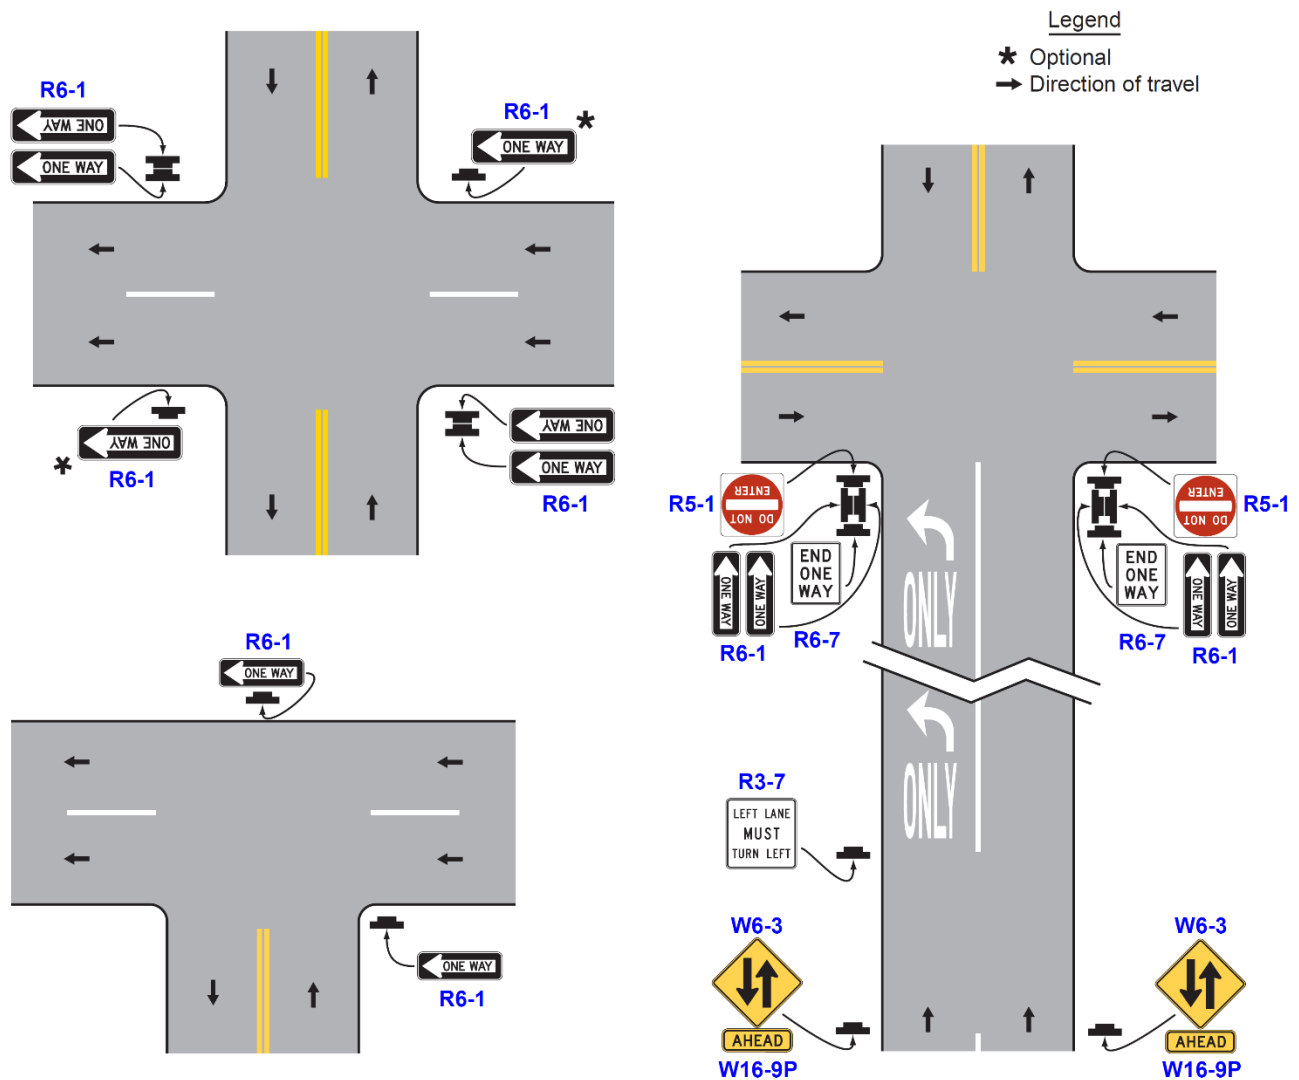 Legend
* Optional
Direction of travel
R6-1
ONE WAY
ONE WAY
R6-1
*
ONE WAY
ONE WAY
*
R6-1
ONE WAY
ONE WAY
R6-1
R6-1
ONE WAY
ONE WAY
R6-1
R5-1
DO NOT
ENTER
DO NOT
ENTER
R5-1
ONE WAY
ONE WAY
END
ONE
WAY
R6-1
R6-7
END
ONE
WAY
ONE WAY
ONE WAY
R6-7
R6-1
ONLY
ONLY
R3-7
LEFT LANE
MUST
TURN LEFT
W6-3
AHEAD
W16-9P
W6-3
AHEAD
W16-9P